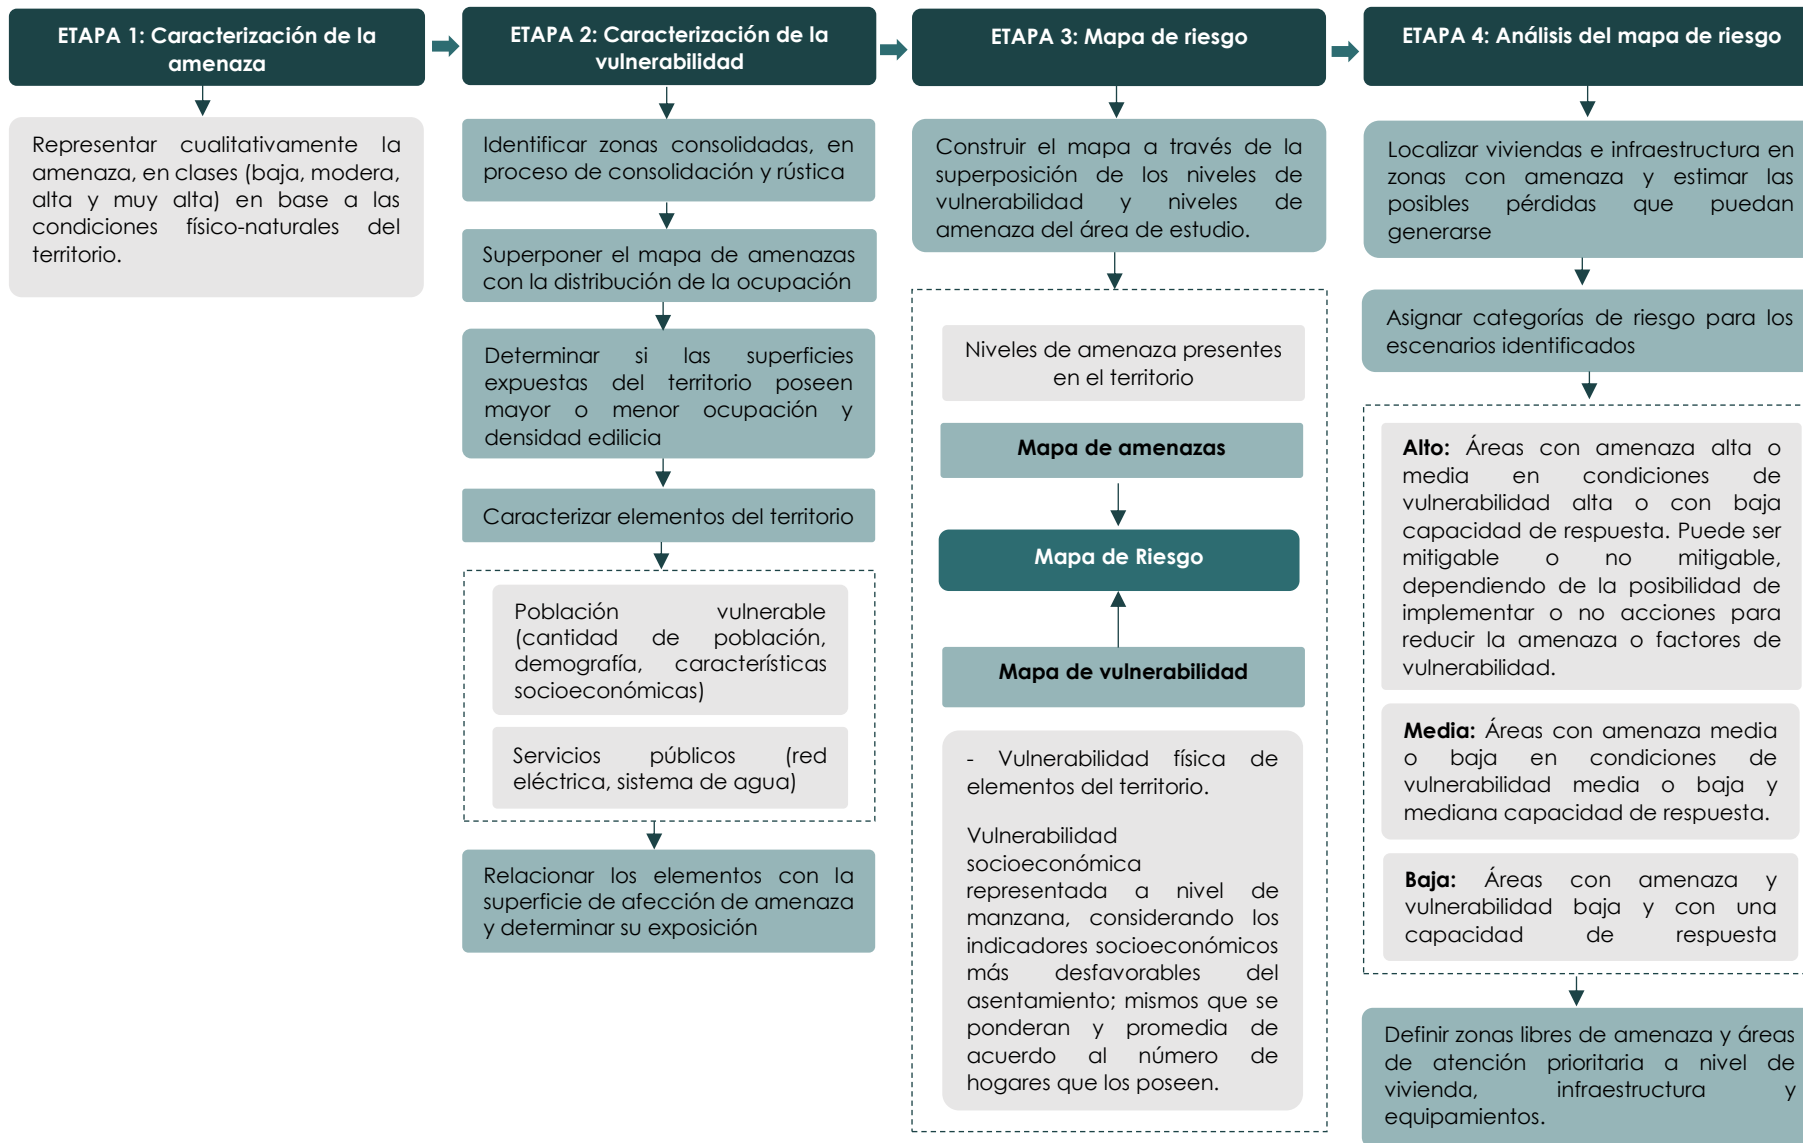 ETAPA 1: Caracterización de la
amenaza
Representar cualitativamente la
amenaza, en clases (baja, modera,
alta y muy alta) en base a las
condiciones físico-naturales del
territorio.
ETAPA 2: Caracterización de la
vulnerabilidad
Identificar zonas consolidadas, en
proceso de consolidación y rústica
Superponer el mapa de amenazas
con la distribución de la ocupación
Determinar si las superficies
expuestas del territorio poseen
mayor o menor ocupación y
densidad edilicia
Caracterizar elementos del territorio
Población vulnerable
(cantidad de población,
demografía, características
socioeconómicas)
Servicios públicos (red
eléctrica, sistema de agua)
Relacionar los elementos con la
superficie de afección de amenaza
y determinar su exposición
ETAPA 3: Mapa de riesgo
Construir el mapa a través de la
superposición de los niveles de
vulnerabilidad y niveles de
amenaza del área de estudio.
Niveles de amenaza presentes
en el territorio
Mapa de amenazas
Mapa de Riesgo
Mapa de vulnerabilidad
- Vulnerabilidad física de
elementos del territorio.
Vulnerabilidad
socioeconómica
representada a nivel de
manzana, considerando los
indicadores socioeconómicos
más desfavorables del
asentamiento; mismos que se
ponderan y promedia de
acuerdo al número de
hogares que los poseen.
ETAPA 4: Análisis del mapa de riesgo
Localizar viviendas e infraestructura en
zonas con amenaza y estimar las
posibles pérdidas que puedan
generarse
Asignar categorías de riesgo para los
escenarios identificados
Alto: Áreas con amenaza alta o
media en condiciones de
vulnerabilidad alta o con baja
capacidad de respuesta. Puede ser
mitigable o no mitigable,
dependiendo de la posibilidad de
implementar o no acciones para
reducir la amenaza o factores de
vulnerabilidad.
Media: Áreas con amenaza media
o baja en condiciones de
vulnerabilidad media o baja y
mediana capacidad de respuesta.
Baja: Áreas con amenaza y
vulnerabilidad baja y con una
capacidad de respuesta
Definir zonas libres de amenaza y áreas
de atención prioritaria a nivel de
vivienda, infraestructura y
equipamientos.